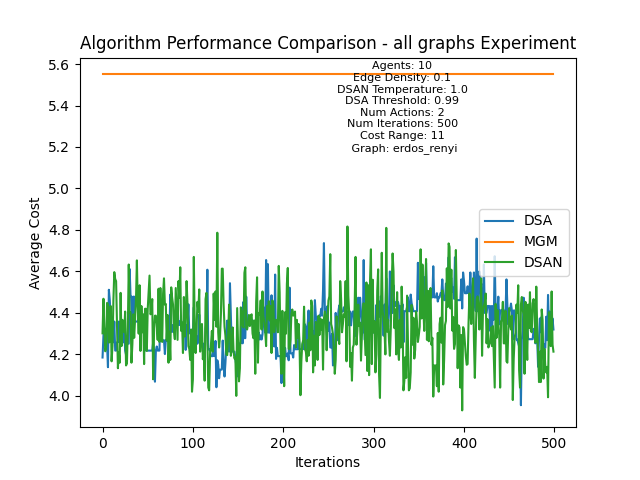 Algorithm Performance Comparison - all graphs Experiment
5.6
5.4
5.2
5.0
4.8
4.6
4.4
4.2
4.0
Average Cost
Agents: 10
Edge Density: 0.1
DSAN Temperature: 1.0
DSA Threshold: 0.99
Num Actions: 2
Num Iterations: 500
Cost Range: 11
Graph: erdos_renyi
DSA
MGM
DSAN
0 100 200 300 400 500
Iterations